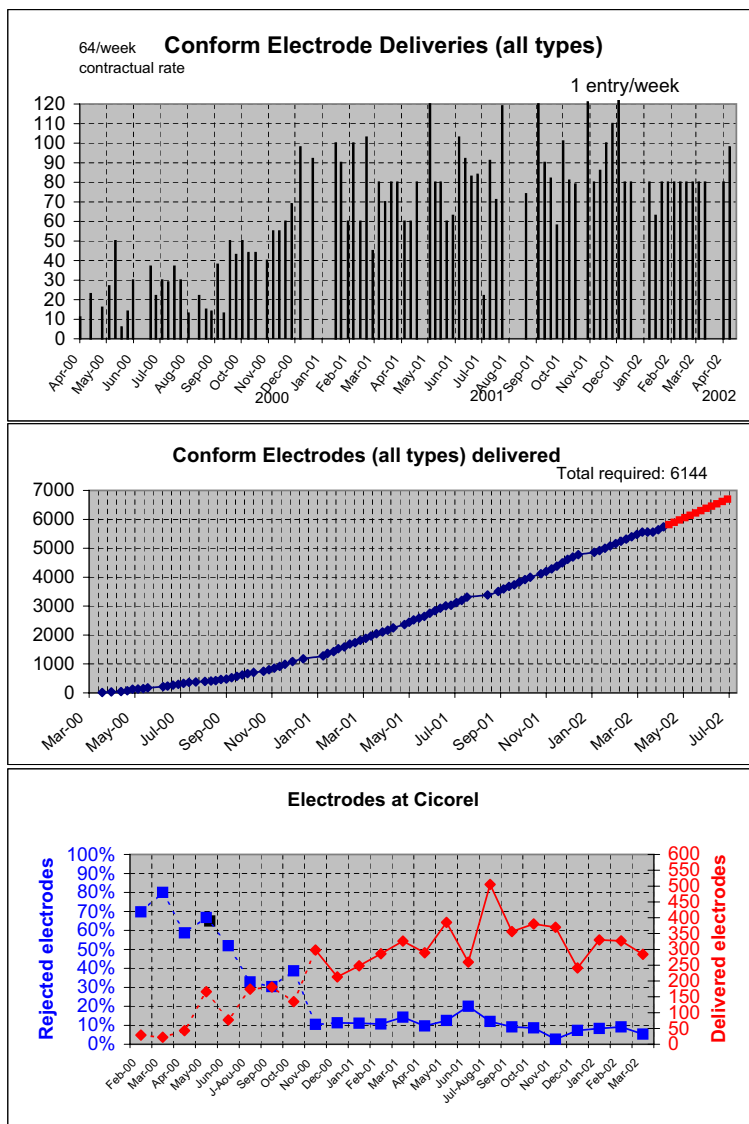 64/week
contractual rate
Conform Electrode Deliveries (all types)
1 entry/week
120
110
100
90
80
70
60
50
40
30
20
10
0
Apr-00
May-00
Jun-00
Jul-00
Aug-00
Sep-00
Oct-00
Nov-00
Dec-00
Jan-01
Feb-01
Mar-01
Apr-01
May-01
Jun-01
Jul-01
Aug-01
Sep-01
Oct-01
Nov-01
Dec-01
Jan-02
Feb-02
Mar-02
Apr-02
2000
2001
2002
Conform Electrodes (all types) delivered
Total required: 6144
7000
6000
5000
4000
3000
2000
1000
0
Mar-00
May-00
Jul-00
Sep-00
Nov-00
Jan-01
Mar-01
May-01
Jul-01
Sep-01
Nov-01
Jan-02
Mar-02
May-02
Jul-02
Electrodes at Cicorel
Rejected electrodes
100%
90%
80%
70%
60%
50%
40%
30%
20%
10%
0%
600
550
500
450
400
350
300
250
200
150
100
50
0
Delivered electrodes
Feb-00
Mar-00
Apr-00
May-00
Jun-00
J-Aou-00
Sep-00
Oct-00
Nov-00
Dec-00
Jan-01
Feb-01
Mar-01
Apr-01
May-01
Jun-01
Jul-Aug-01
Sep-01
Oct-01
Nov-01
Dec-01
Jan-02
Feb-02
Mar-02